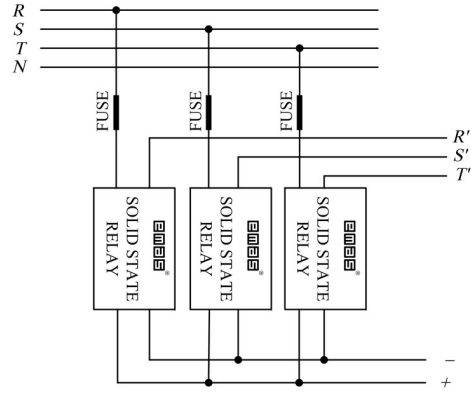 R
S
T
N
FUSE
FUSE
FUSE
R'
S'
T'
SOLID STATE
RELAY
SOLID STATE
RELAY
SOLID STATE
RELAY
−
+